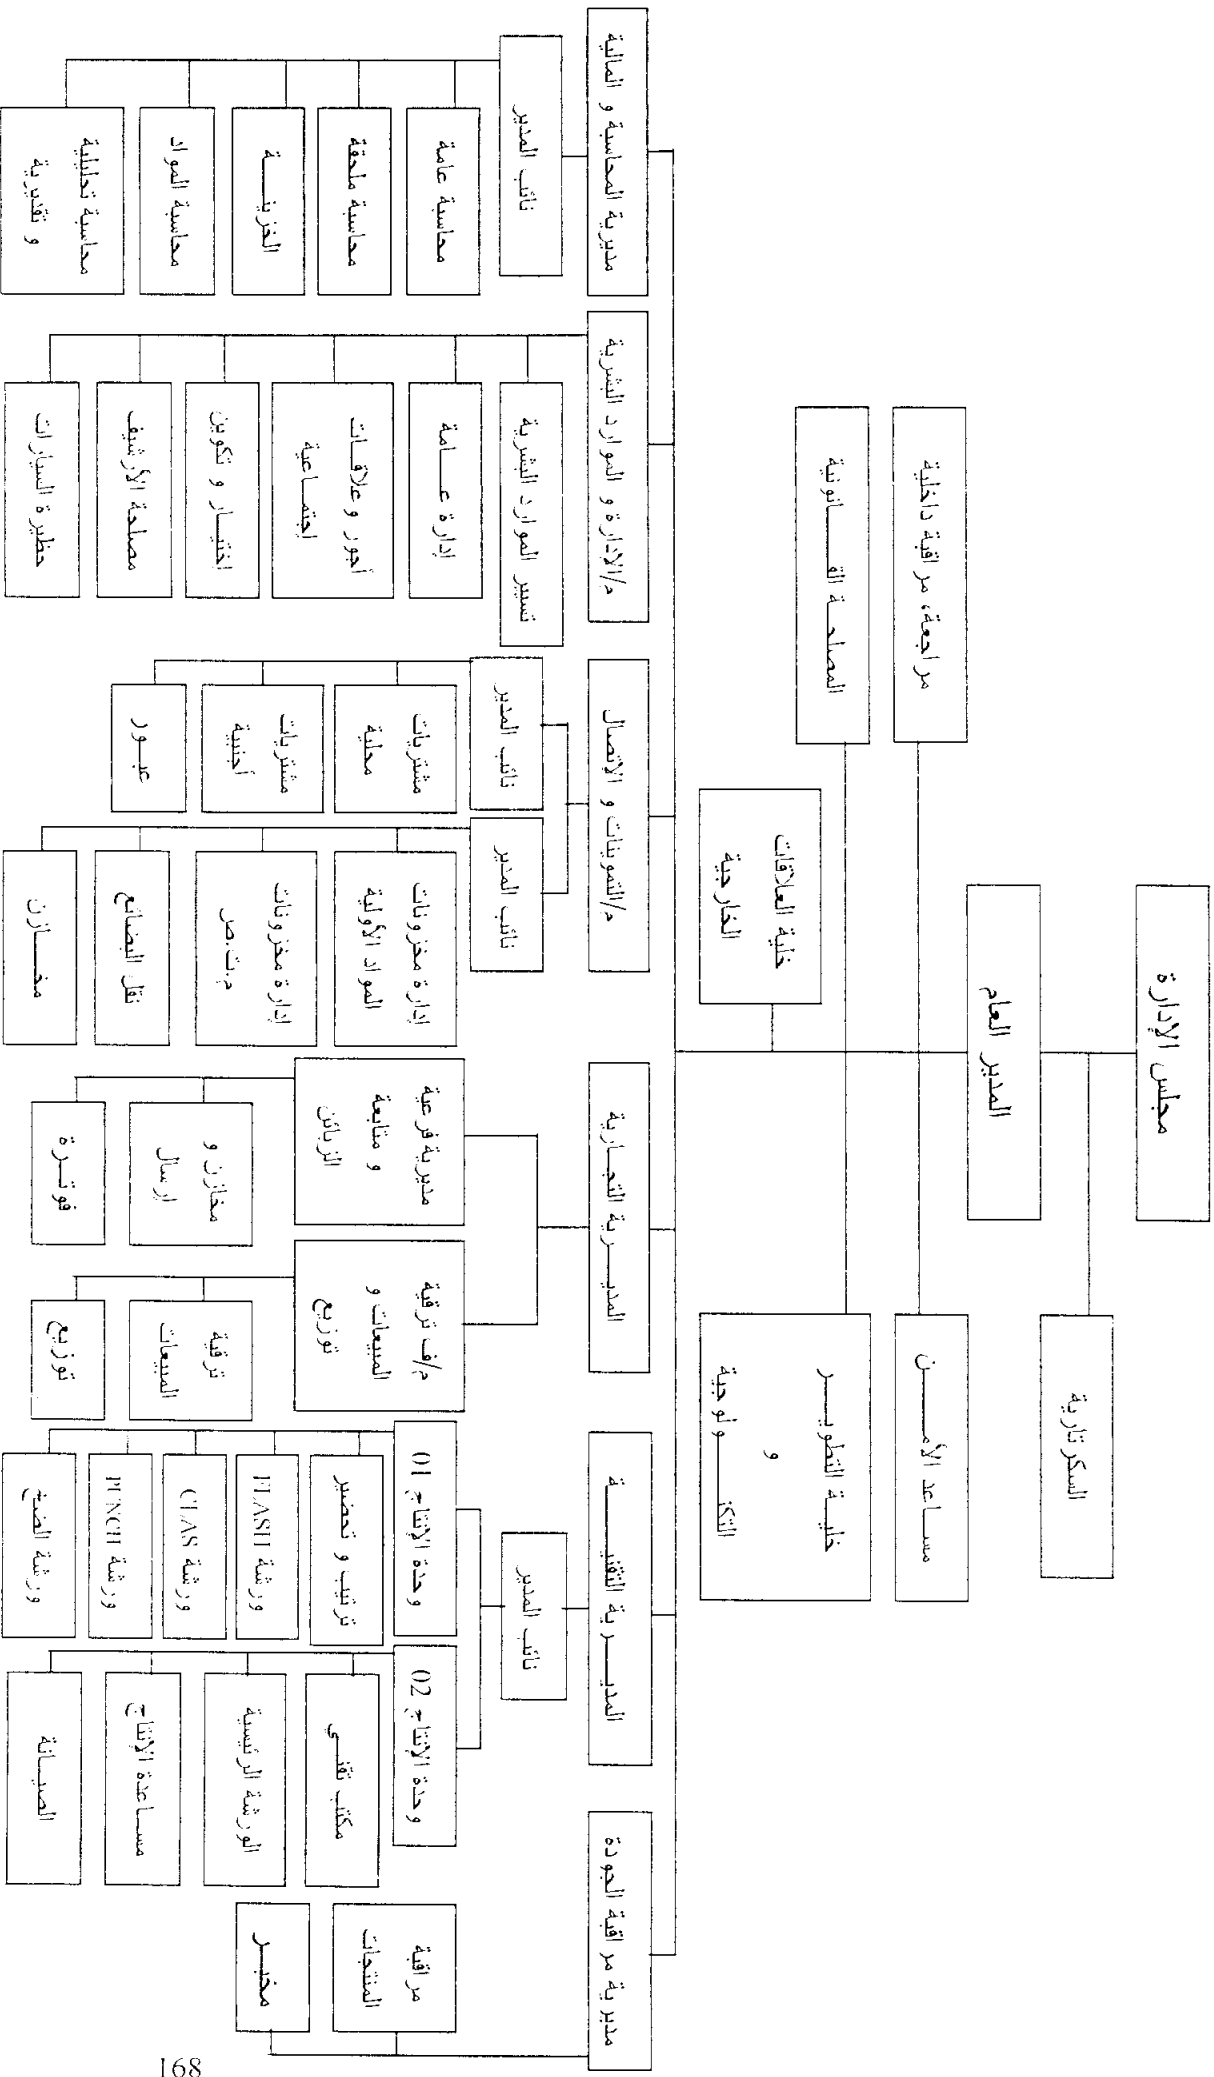 مجلس الإدارة
السكرتارية
المدير العام
مراجعة، مراقبة داخلية
مساعد الأمن
المصلحة القانونية
خلية التطوير
و
التكنولوجية
خلية العلاقات
الخارجية
مديرية المحاسبة و المالية
م/الإدارة و الموارد البشرية
م/التموينات و الإتصال
المديرية التجارية
المديرية التقنية
مديرية مراقبة الجودة
نائب المدير
محاسبة عامة
محاسبة ملحقة
الخزينة
محاسبة المواد
محاسبة تحليلية
و تقديرية
تسيير الموارد البشرية
إدارة عامة
أجور وعلاقات
إجتماعية
إختيار و تكوين
مصلحة الأرشيف
حظيرة السيارات
نائب المدير
مشتريات
محلية
مشتريات
أجنبية
عبور
نائب المدير
إدارة مخزونات
المواد الأولية
إدارة مخزونات
م.ت.ص
نقل البضائع
مخازن
مديرية فرعية
و متابعة
الزبائن
مخازن و
إرسال
فوترة
م/ف ترقية
المبيعات و
توزيع
ترقية
المبيعات
توزيع
نائب المدير
وحدة الإنتاج 01
ترتيب و تحضير
ورشة FLASH
ورشة CLAS
ورشة PUNCH
ورشة الضخ
وحدة الإنتاج 02
مكتب تقني
الورشة الرئيسية
مساعدة الإنتاج
الصيانة
مراقبة
المنتجات
مخبر
168